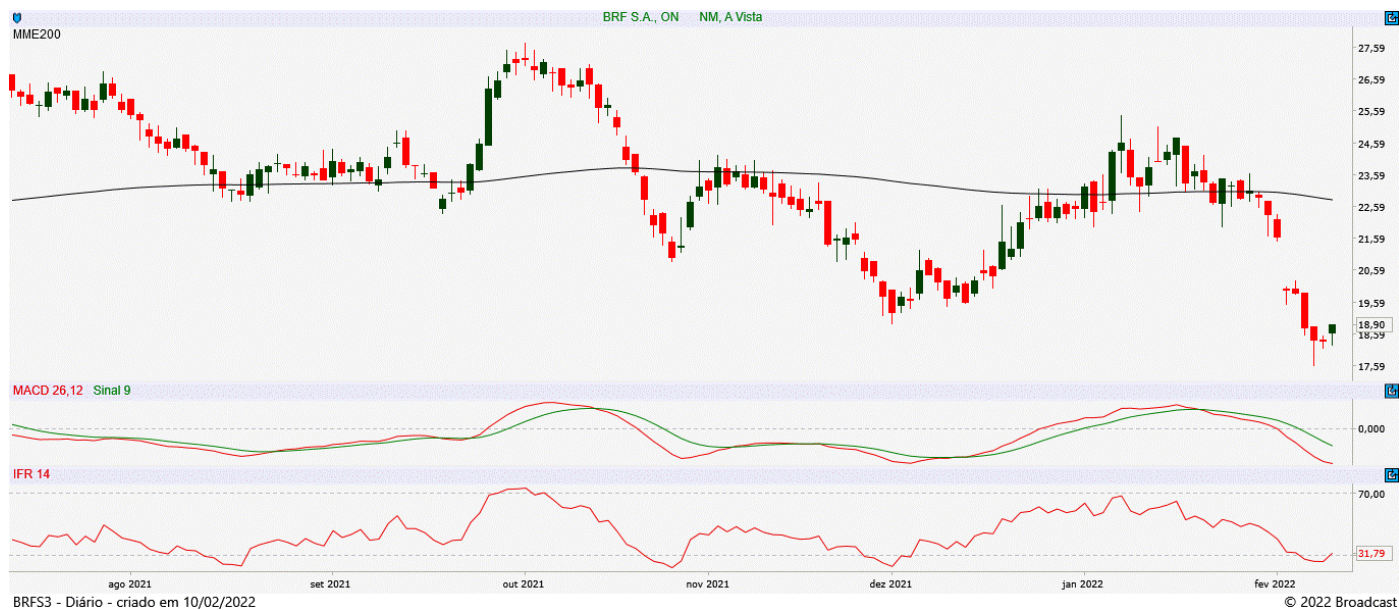 BRF S.A., ON NM, A Vista
MME200
27,59
26,59
25,59
24,59
23,59
22,59
21,59
20,59
19,59
18,90
18,59
17,59
MACD 26,12 Sinal 9
0,000
IFR 14
70,00
31,79
ago 2021 set 2021 out 2021 nov 2021 dez 2021 jan 2022 fev 2022
BRFS3 - Diário - criado em 10/02/2022 © 2022 Broadcast